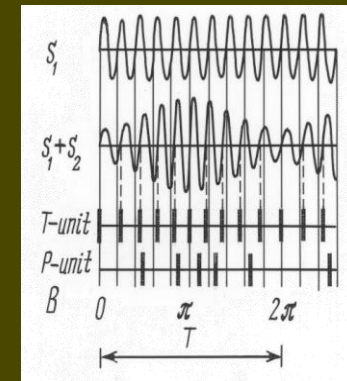 S₁
S₁+S₂
T-unit
P-unit
B 0 π 2π
T